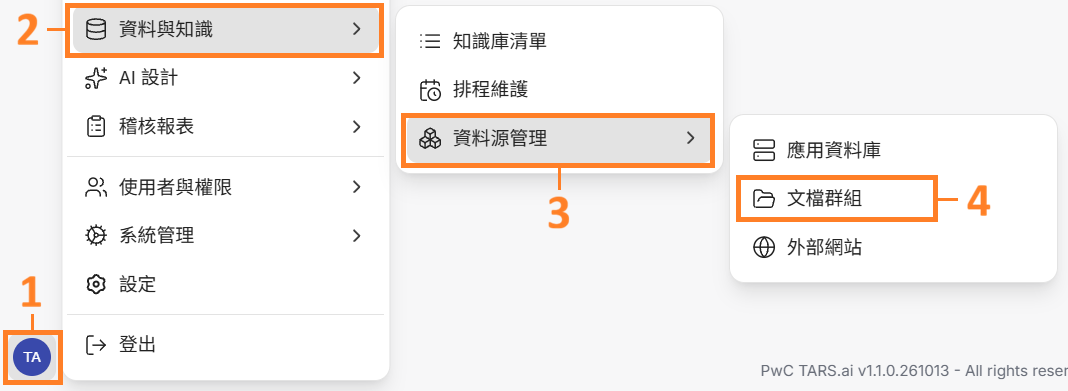 2
資料與知識
AI 設計
稽核報表
使用者與權限
系統管理
設定
登出
1
TA
知識庫清單
排程維護
資料源管理
3
應用資料庫
文檔群組
4
外部網站
PwC TARS.ai v1.1.0.261013 - All rights reser